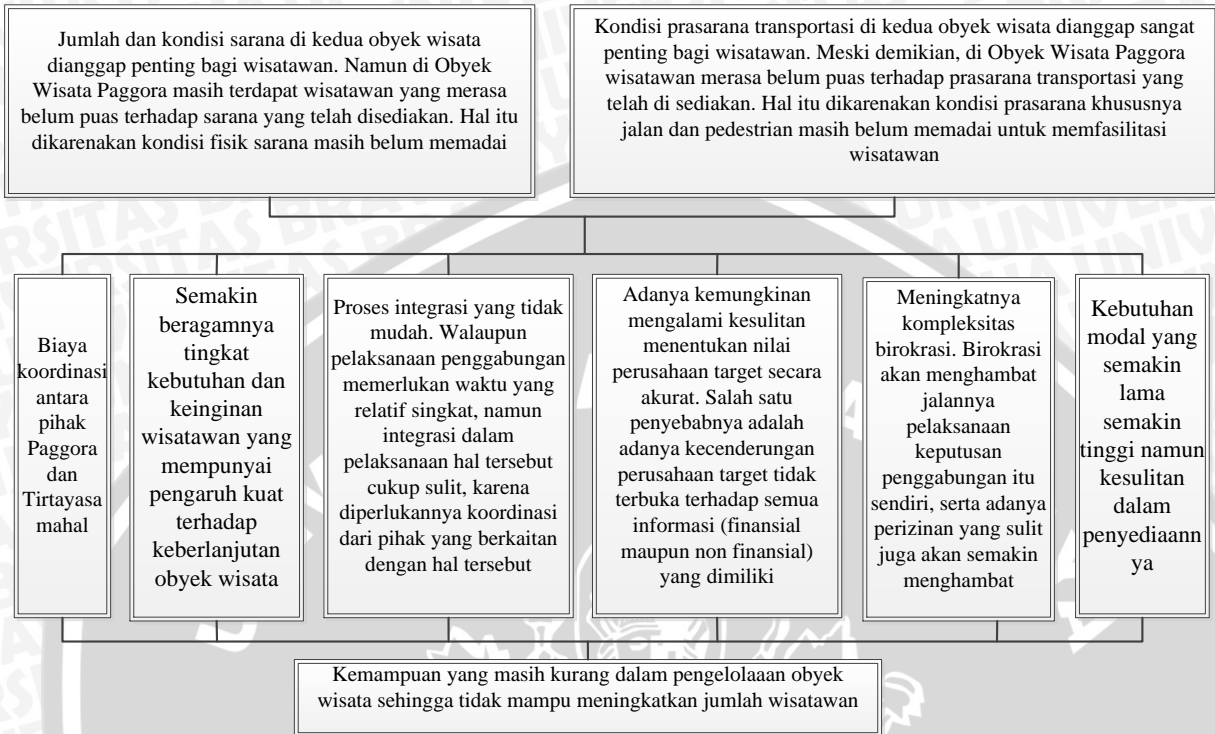 Jumlah dan kondisi sarana di kedua obyek wisata
dianggap penting bagi wisatawan. Namun di Obyek
Wisata Paggora masih terdapat wisatawan yang merasa
belum puas terhadap sarana yang telah disediakan. Hal itu
dikarenakan kondisi fisik sarana masih belum memadai
Kondisi prasarana transportasi di kedua obyek wisata dianggap sangat
penting bagi wisatawan. Meski demikian, di Obyek Wisata Paggora
wisatawan merasa belum puas terhadap prasarana transportasi yang
telah di sediakan. Hal itu dikarenakan kondisi prasarana khususnya
jalan dan pedestrian masih belum memadai untuk memfasilitasi
wisatawan
Biaya
koordinasi
antara
pihak
Paggora
dan
Tirtayasa
mahal
Semakin
beragamnya
tingkat
kebutuhan dan
keinginan
wisatawan yang
mempunyai
pengaruh kuat
terhadap
keberlanjutan
obyek wisata
Proses integrasi yang tidak
mudah. Walaupun
pelaksanaan penggabungan
memerlukan waktu yang
relatif singkat, namun
integrasi dalam
pelaksanaan hal tersebut
cukup sulit, karena
diperlukannya koordinasi
dari pihak yang berkaitan
dengan hal tersebut
Adanya kemungkinan
mengalami kesulitan
menentukan nilai
perusahaan target secara
akurat. Salah satu
penyebabnya adalah
adanya kecenderungan
perusahaan target tidak
terbuka terhadap semua
informasi (finansial
maupun non finansial)
yang dimiliki
Meningkatnya
kompleksitas
birokrasi. Birokrasi
akan menghambat
jalannya
pelaksanaan
keputusan
penggabungan itu
sendiri, serta adanya
perizinan yang sulit
juga akan semakin
menghambat
Kebutuhan
modal yang
semakin
lama
semakin
tinggi namun
kesulitan
dalam
penyediaann
ya
Kemampuan yang masih kurang dalam pengelolaaan obyek
wisata sehingga tidak mampu meningkatkan jumlah wisatawan